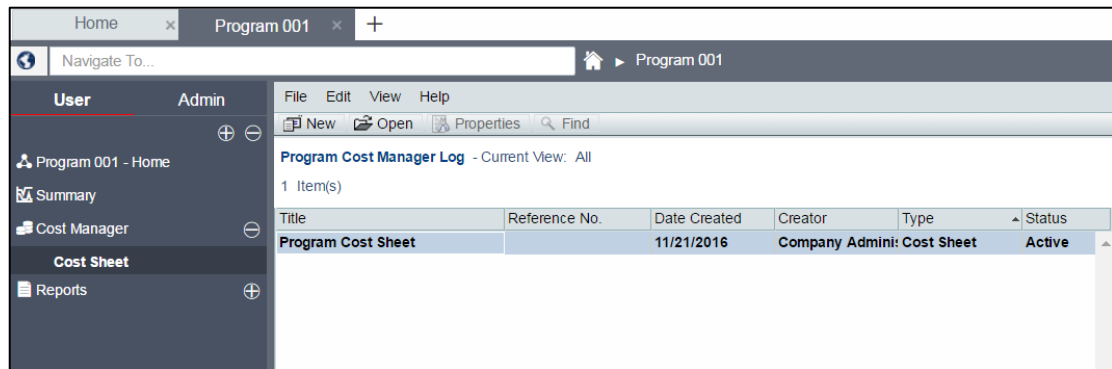 Home × Program 001 × +
Navigate To... ► Program 001
User Admin
File Edit View Help
New Open Properties Find
Program 001 - Home
Summary
Cost Manager
Cost Sheet
Reports
Program Cost Manager Log - Current View: All
1 Item(s)
Title Reference No. Date Created Creator Type Status
Program Cost Sheet 11/21/2016 Company Adminis Cost Sheet Active